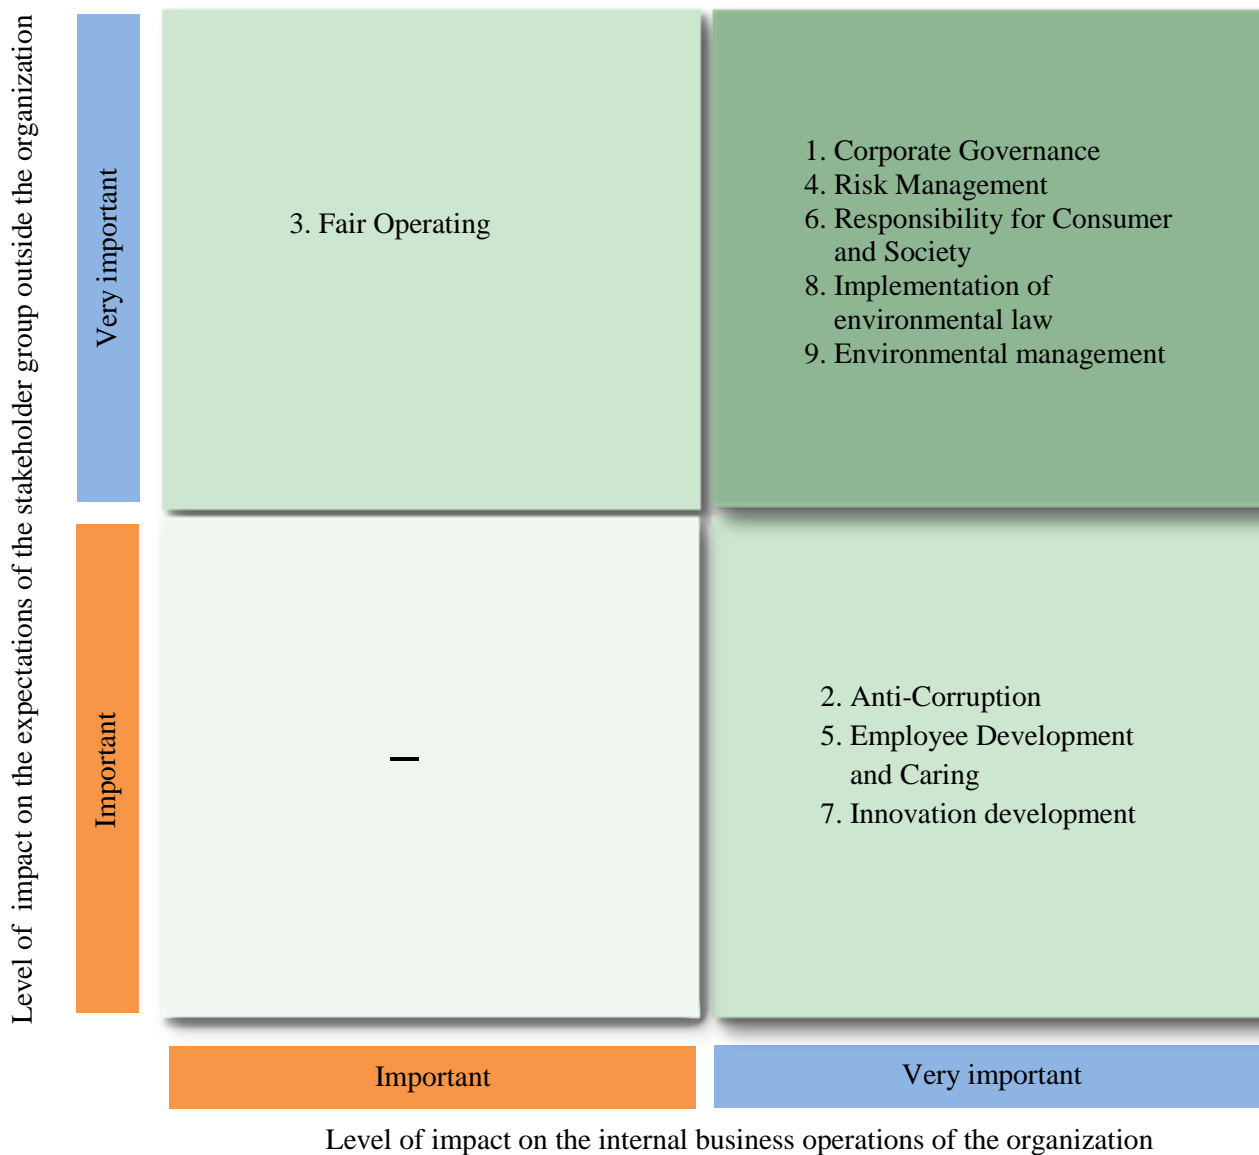 Level of impact on the expectations of the stakeholder group outside the organization
Very important
3. Fair Operating
1. Corporate Governance
4. Risk Management
6. Responsibility for Consumer
and Society
8. Implementation of
environmental law
9. Environmental management
Important
–
2. Anti-Corruption
5. Employee Development
and Caring
7. Innovation development
Important
Very important
Level of impact on the internal business operations of the organization